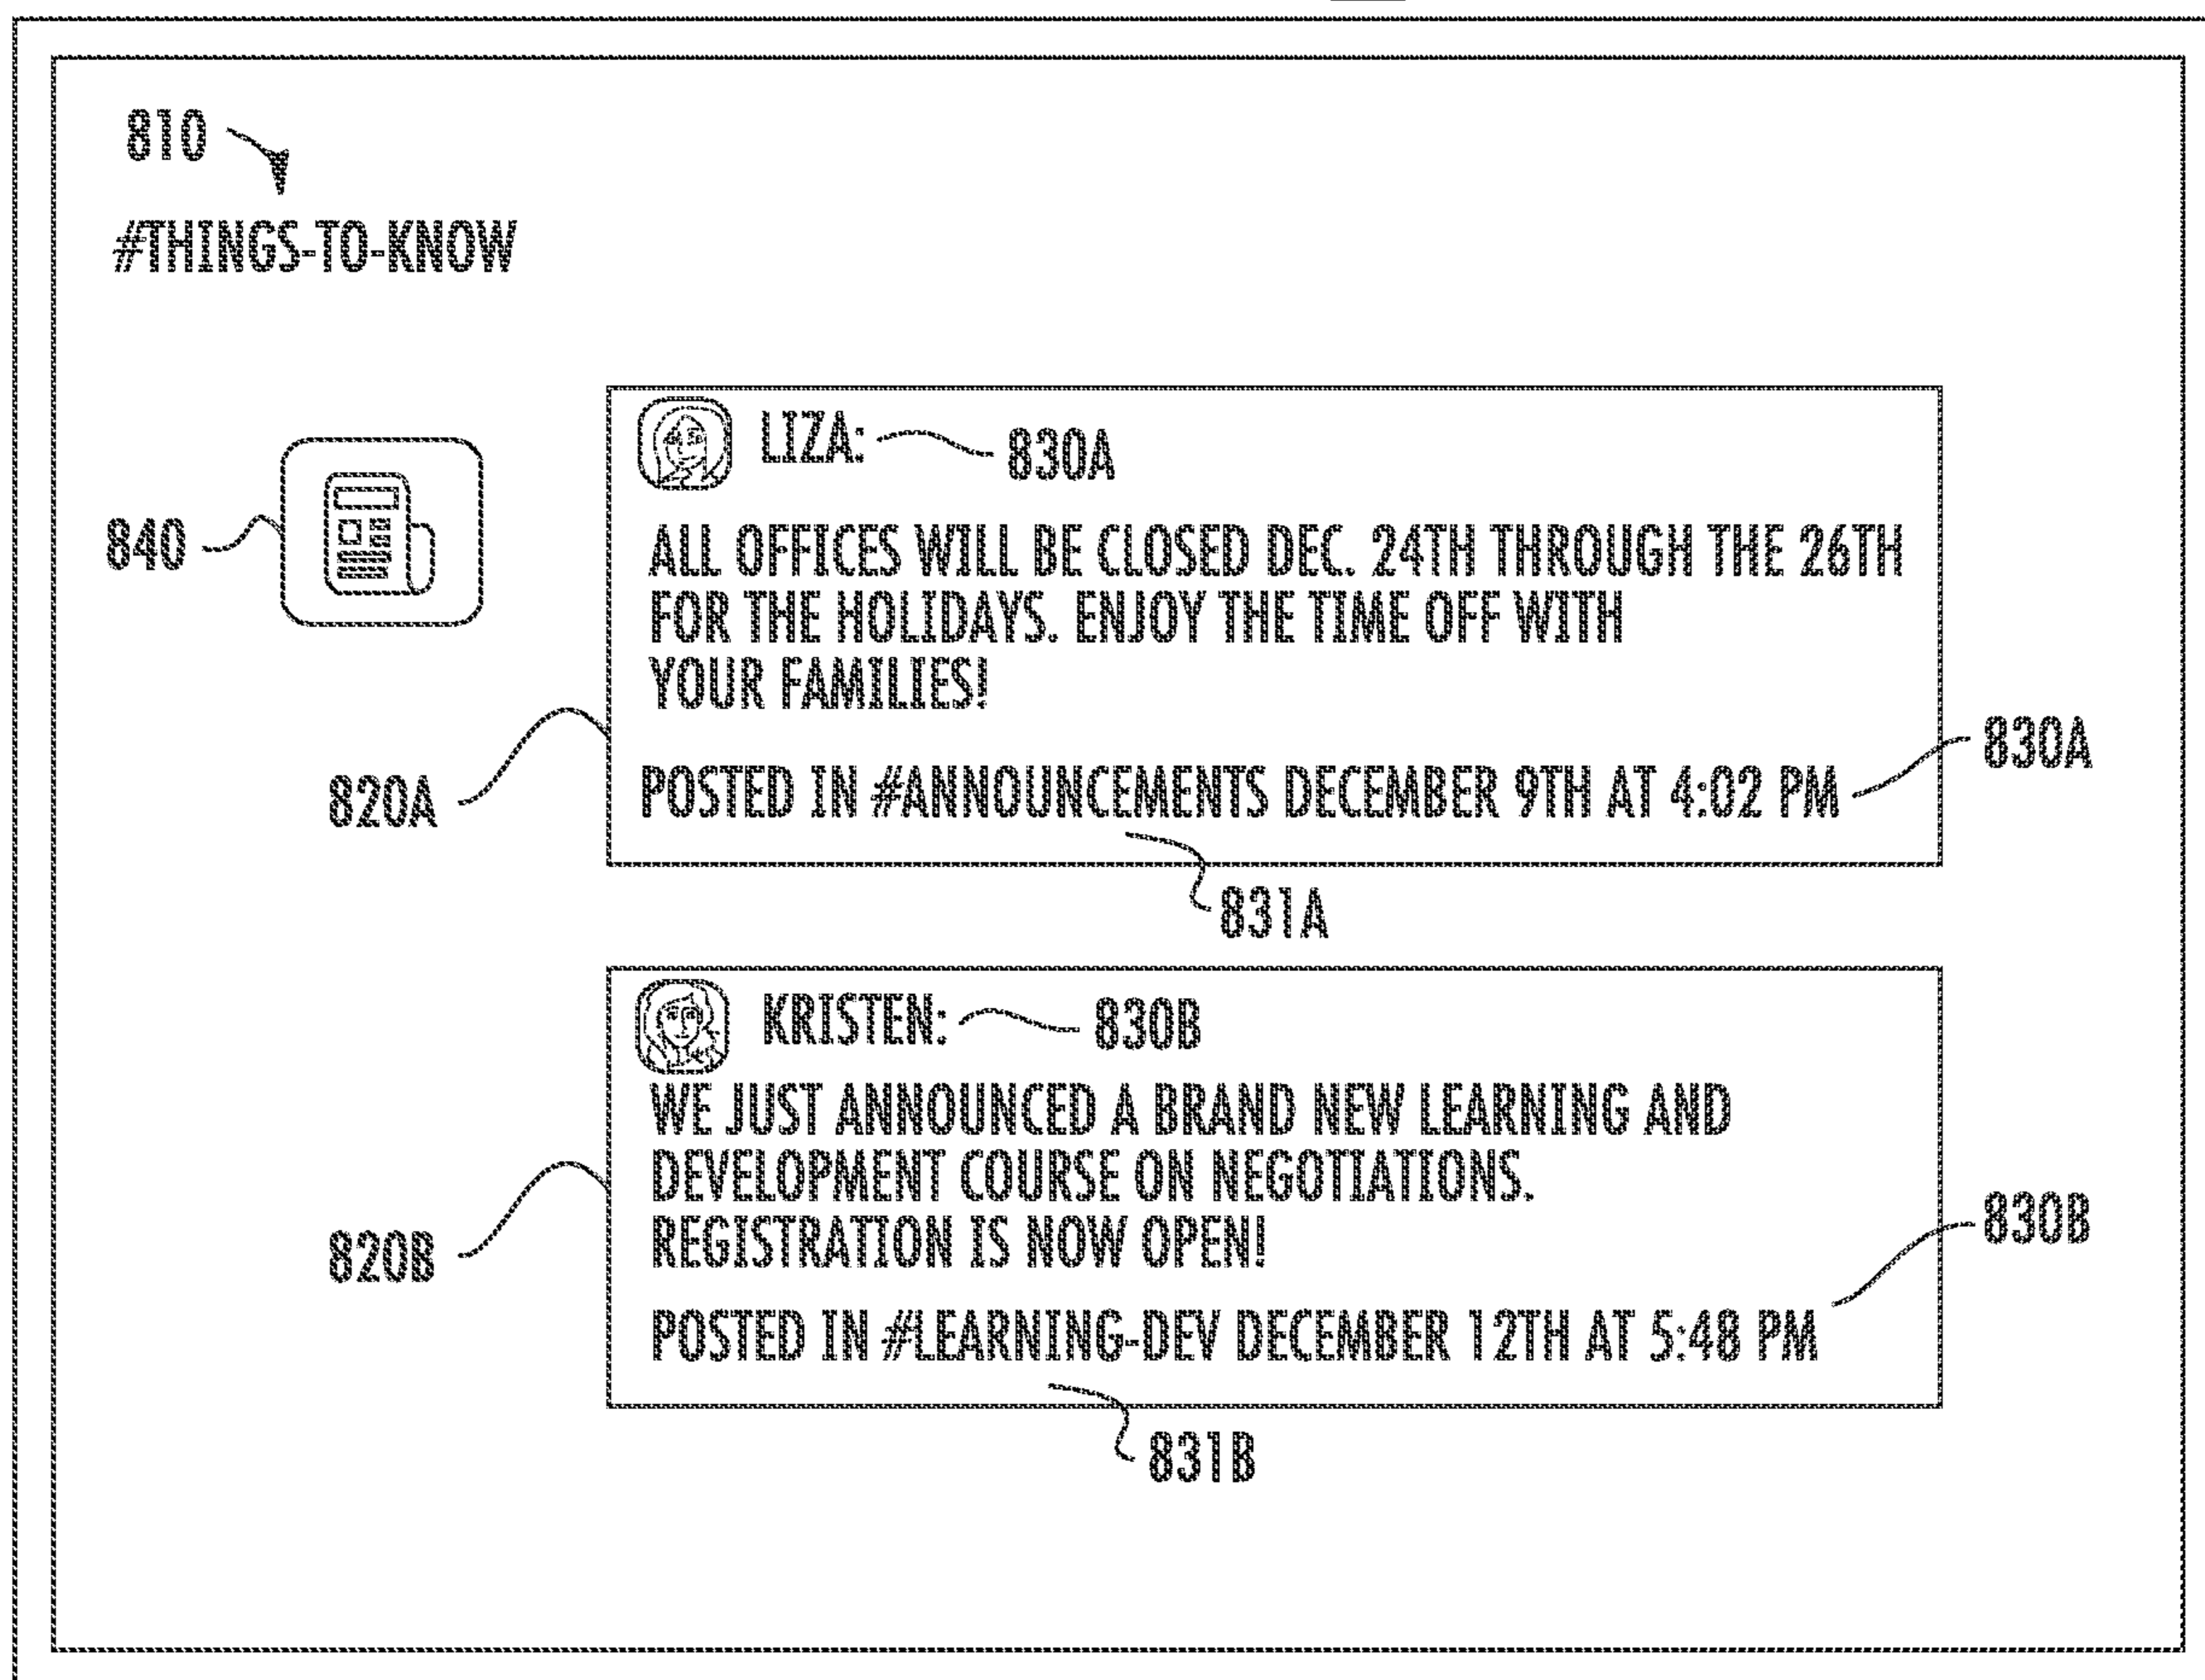 810
#THINGS-TO-KNOW
LIZA:
830A
840
ALL OFFICES WILL BE CLOSED DEC. 24TH THROUGH THE 26TH
FOR THE HOLIDAYS. ENJOY THE TIME OFF WITH
YOUR FAMILIES!
830A
820A
POSTED IN #ANNOUNCEMENTS DECEMBER 9TH AT 4:02 PM
831A
KRISTEN:
830B
WE JUST ANNOUNCED A BRAND NEW LEARNING AND
DEVELOPMENT COURSE ON NEGOTIATIONS.
REGISTRATION IS NOW OPEN!
830B
820B
POSTED IN #LEARNING-DEV DECEMBER 12TH AT 5:48 PM
831B